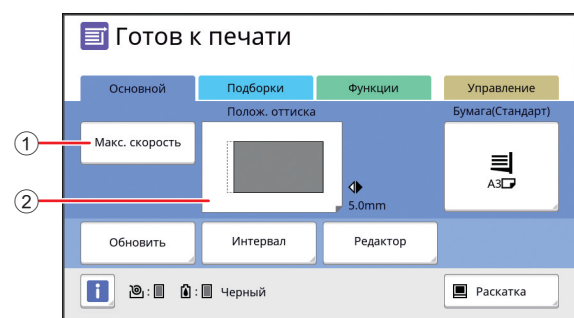 Готов к печати
Основной
Подборки
Функции
Управление
Полож. оттиска
Бумага(Стандарт)
1
Макс. скорость
A3
2
5.0mm
Обновить
Интервал
Редактор
i
:
:
Черный
Раскатка